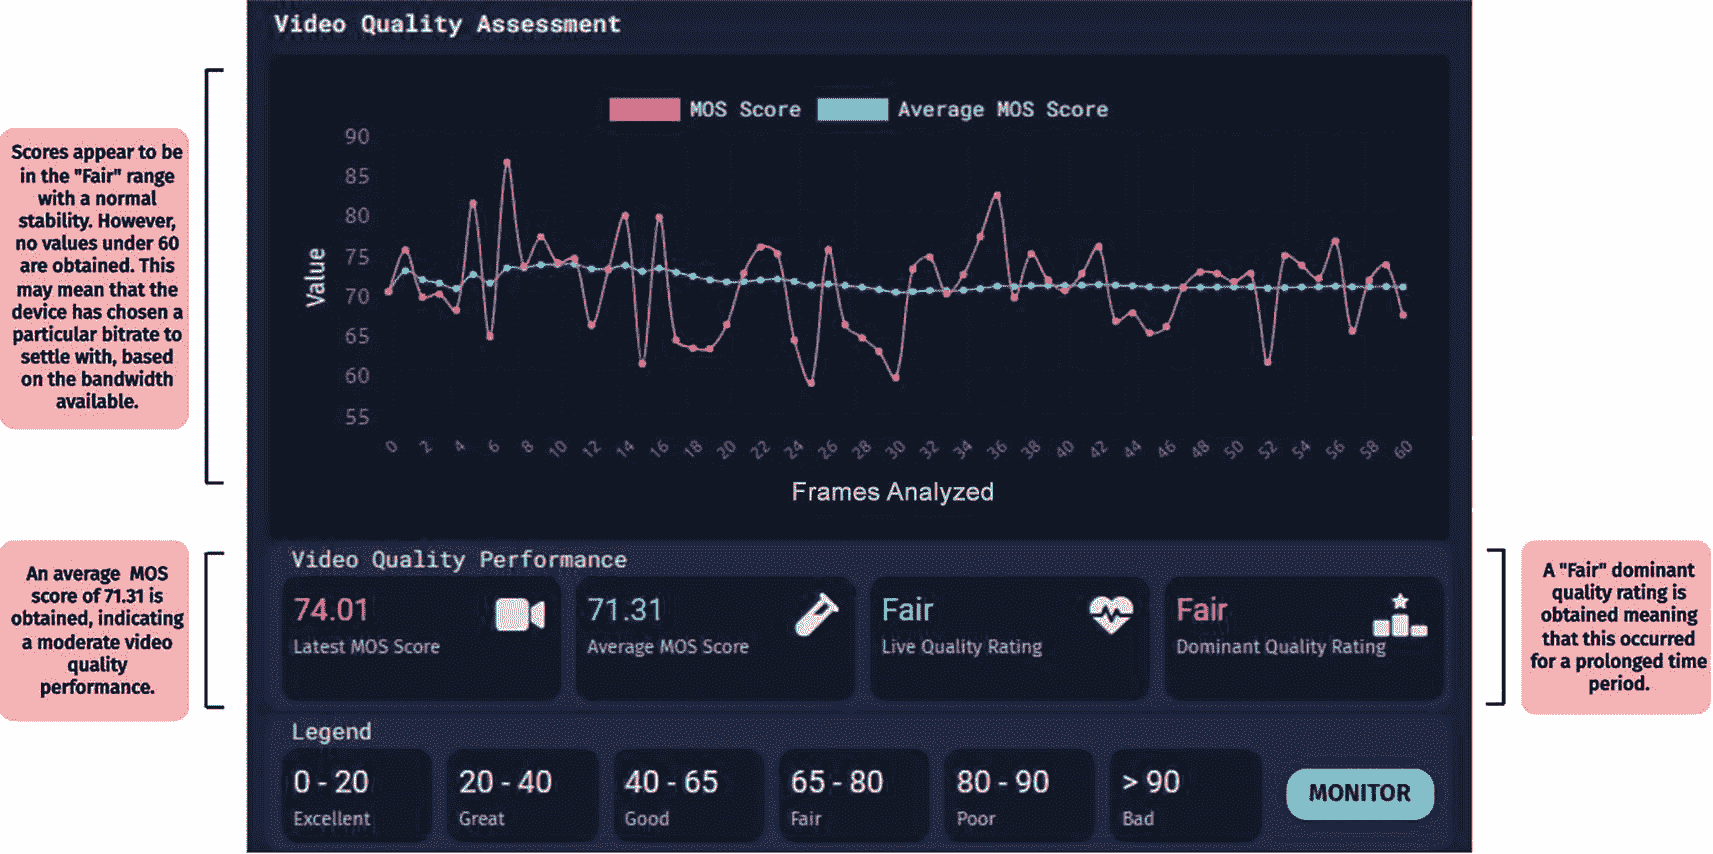 Video Quality Assessment
MOS Score
Average MOS Score
90
85
80
75
70
65
60
55
Value
0
2
4
6
8
10
12
14
16
18
20
22
24
26
28
30
32
34
36
38
40
42
44
46
48
50
52
54
56
58
60
Frames Analyzed
Scores appear to be
in the "Fair" range
with a normal
stability. However,
no values under 60
are obtained. This
may mean that the
device has chosen a
particular bitrate to
settle with, based
on the bandwidth
available.
Video Quality Performance
74.01
Latest MOS Score
71.31
Average MOS Score
Fair
Live Quality Rating
Fair
Dominant Quality Rating
An average MOS
score of 71.31 is
obtained, indicating
a moderate video
quality
performance.
A "Fair" dominant
quality rating is
obtained meaning
that this occurred
for a prolonged time
period.
Legend
0 - 20
Excellent
20 - 40
Great
40 - 65
Good
65 - 80
Fair
80 - 90
Poor
> 90
Bad
MONITOR